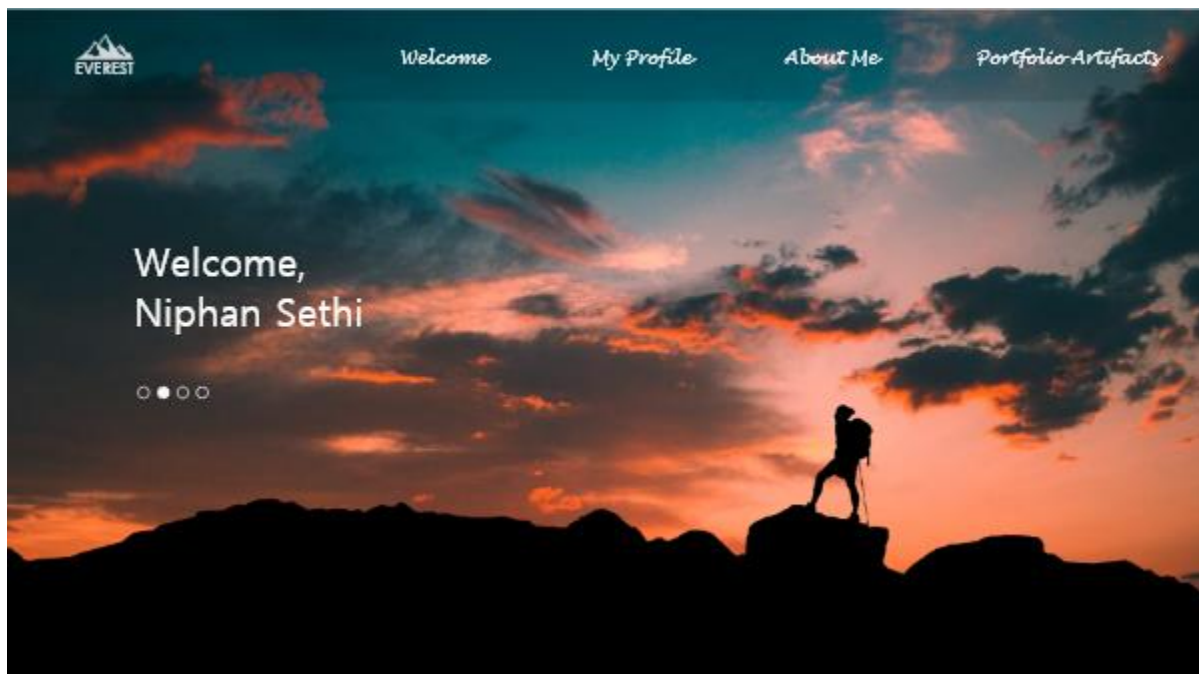 EVEREST
Welcome
My Profile
About Me
Portfolio Artifacts
Welcome,
Niphan Sethi